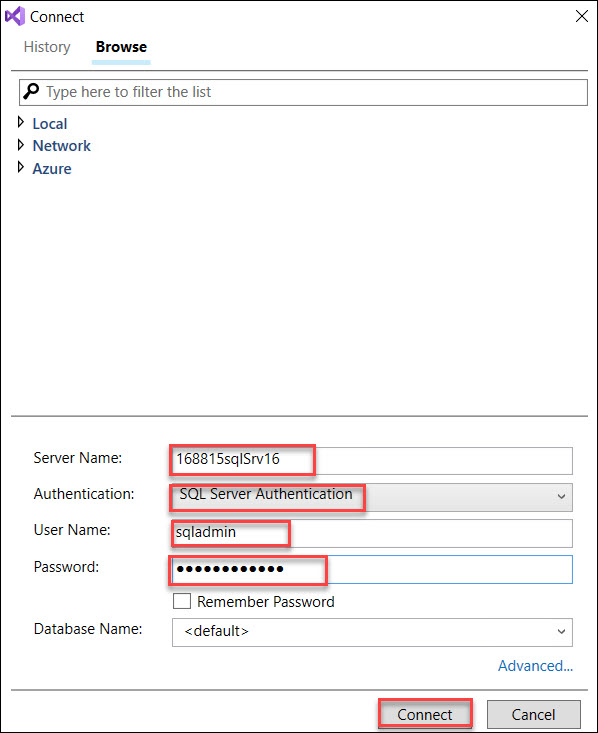 Connect
History Browse
Type here to filter the list
Local
Network
Azure
Server Name: 168815sqlSrv16
Authentication: SQL Server Authentication
User Name: sqladmin
Password: ●●●●●●●●●●●●
Remember Password
Database Name: <default>
Advanced...
Connect Cancel